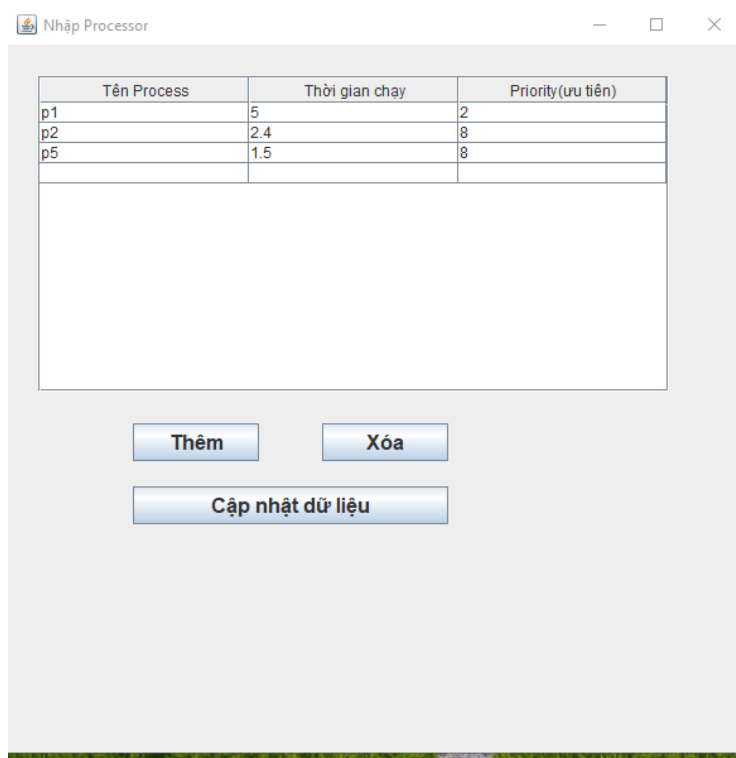 Nhập Processor
Tên Process Thời gian chạy Priority(ưu tiên)
p1 5 2
p2 2.4 8
p5 1.5 8
Thêm Xóa
Cập nhật dữ liệu